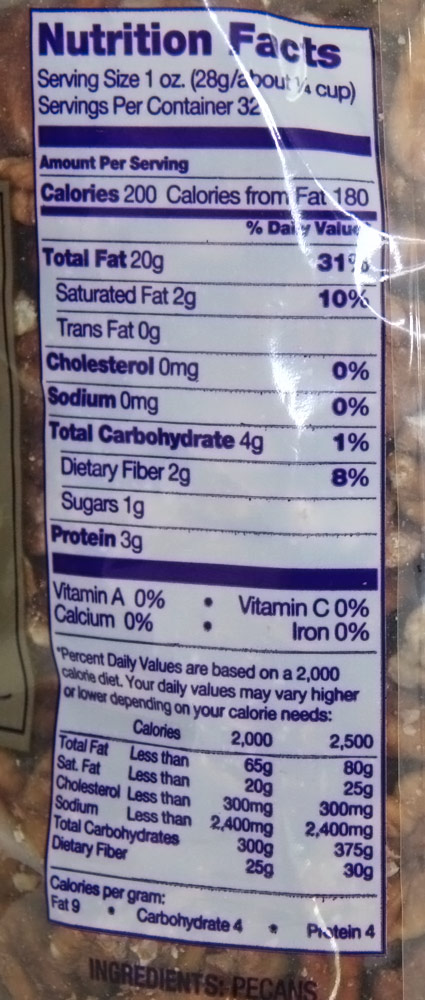 Nutrition Facts
Serving Size 1 oz. (28g/about ¼ cup)
Servings Per Container 32
Amount Per Serving
Calories 200 Calories from Fat 180
% Daily Value
Total Fat 20g 31%
Saturated Fat 2g 10%
Trans Fat 0g
Cholesterol 0mg 0%
Sodium 0mg 0%
Total Carbohydrate 4g 1%
Dietary Fiber 2g 8%
Sugars 1g
Protein 3g
Vitamin A 0% • Vitamin C 0%
Calcium 0% • Iron 0%
*Percent Daily Values are based on a 2,000
calorie diet. Your daily values may vary higher
or lower depending on your calorie needs:
Calories 2,000 2,500
Total Fat Less than 65g 80g
Sat. Fat Less than 20g 25g
Cholesterol Less than 300mg 300mg
Sodium Less than 2,400mg 2,400mg
Total Carbohydrates 300g 375g
Dietary Fiber 25g 30g
Calories per gram:
Fat 9 • Carbohydrate 4 * Protein 4
INGREDIENTS: PECANS